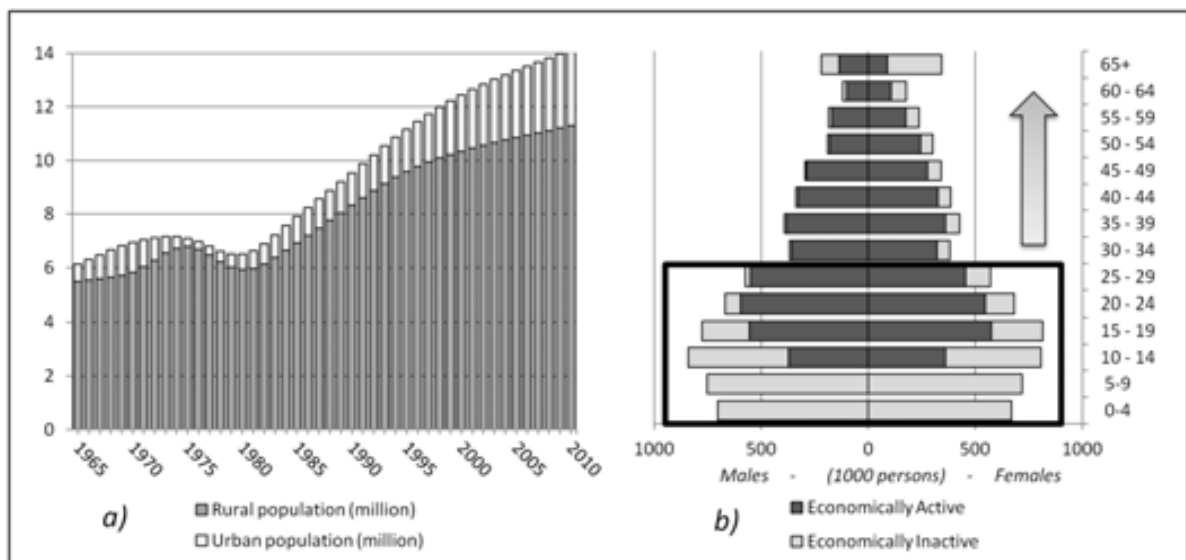 14
12
10
8
6
4
2
0
1965
1970
1975
1980
1985
1990
1995
2000
2005
2010
a)
Rural population (million)
Urban population (million)
65+
60 - 64
55 - 59
50 - 54
45 - 49
40 - 44
35 - 39
30 - 34
25 - 29
20 - 24
15 - 19
10 - 14
5-9
0-4
1000 500 0 500 1000
Males - (1000 persons) - Females
b)
Economically Active
Economically Inactive